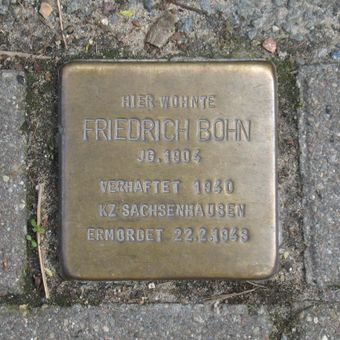 HIER WOHNTE
FRIEDRICH BOHN
JG. 1904
VERHAFTET 1940
KZ SACHSENHAUSEN
ERMORDET 22.2.1943